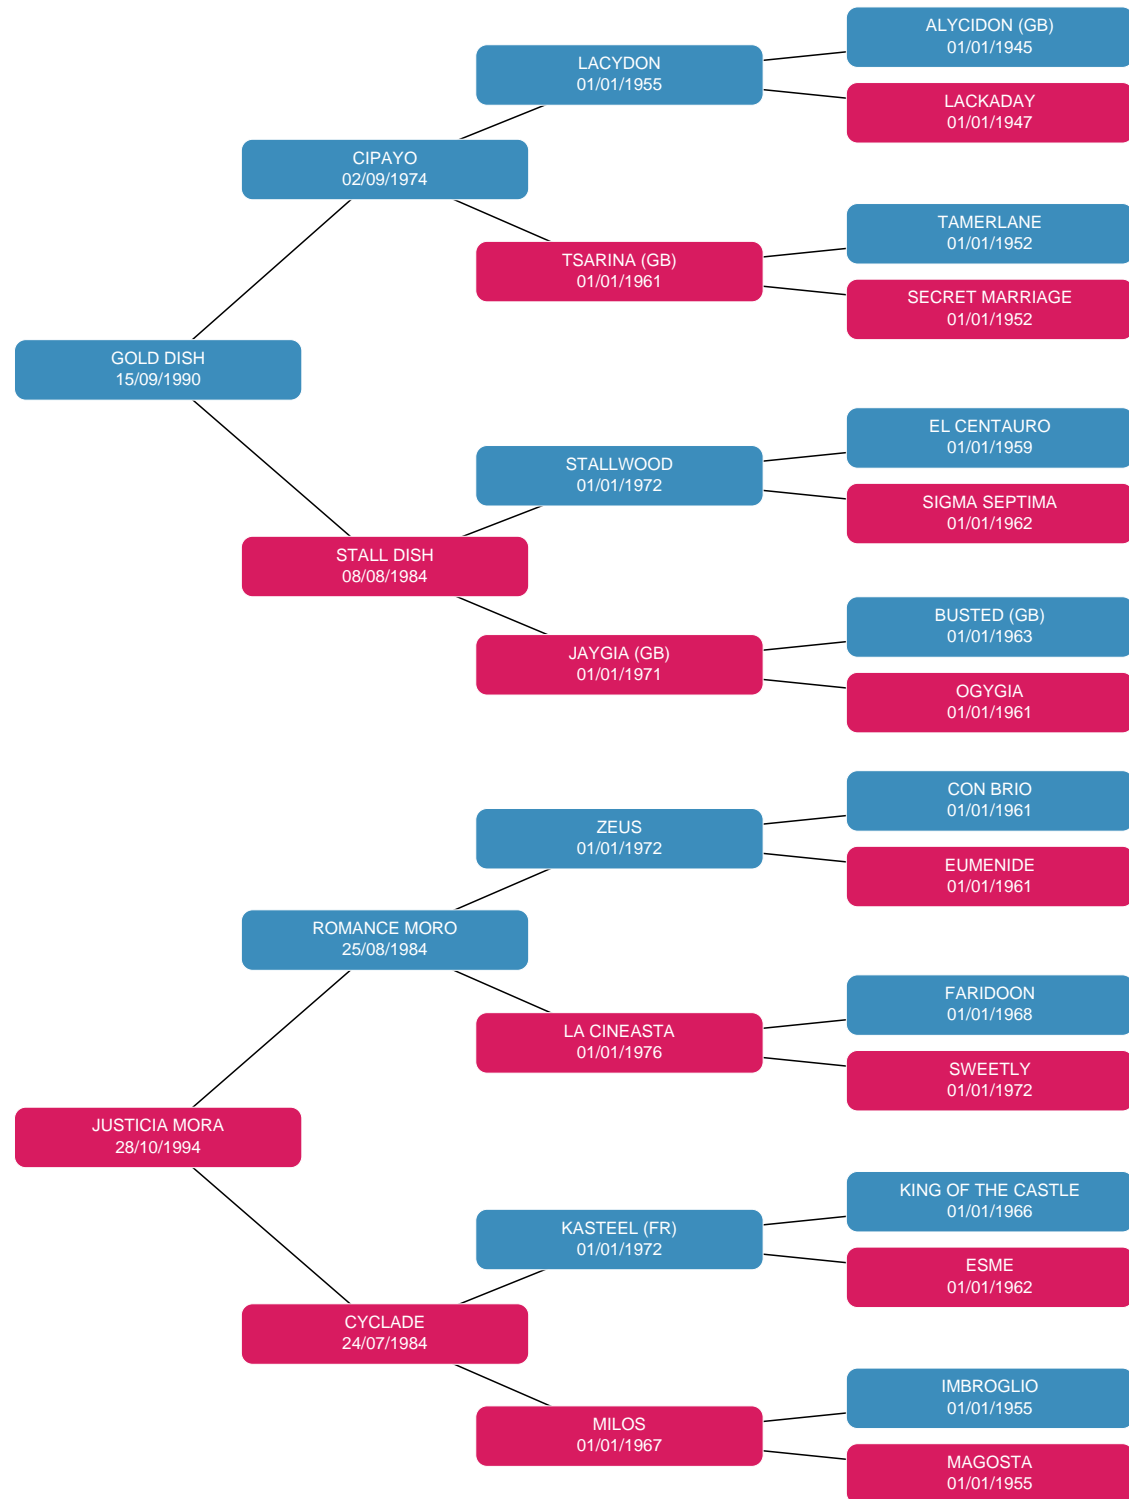 ALYCIDON (GB)
01/01/1945
LACYDON
01/01/1955
LACKADAY
01/01/1947
CIPAYO
02/09/1974
TAMERLANE
01/01/1952
TSARINA (GB)
01/01/1961
SECRET MARRIAGE
01/01/1952
GOLD DISH
15/09/1990
EL CENTAURO
01/01/1959
STALLWOOD
01/01/1972
SIGMA SEPTIMA
01/01/1962
STALL DISH
08/08/1984
BUSTED (GB)
01/01/1963
JAYGIA (GB)
01/01/1971
OGYGIA
01/01/1961
CON BRIO
01/01/1961
ZEUS
01/01/1972
EUMENIDE
01/01/1961
ROMANCE MORO
25/08/1984
FARIDOON
01/01/1968
LA CINEASTA
01/01/1976
SWEETLY
01/01/1972
JUSTICIA MORA
28/10/1994
KING OF THE CASTLE
01/01/1966
KASTEEL (FR)
01/01/1972
ESME
01/01/1962
CYCLADE
24/07/1984
IMBROGLIO
01/01/1955
MILOS
01/01/1967
MAGOSTA
01/01/1955